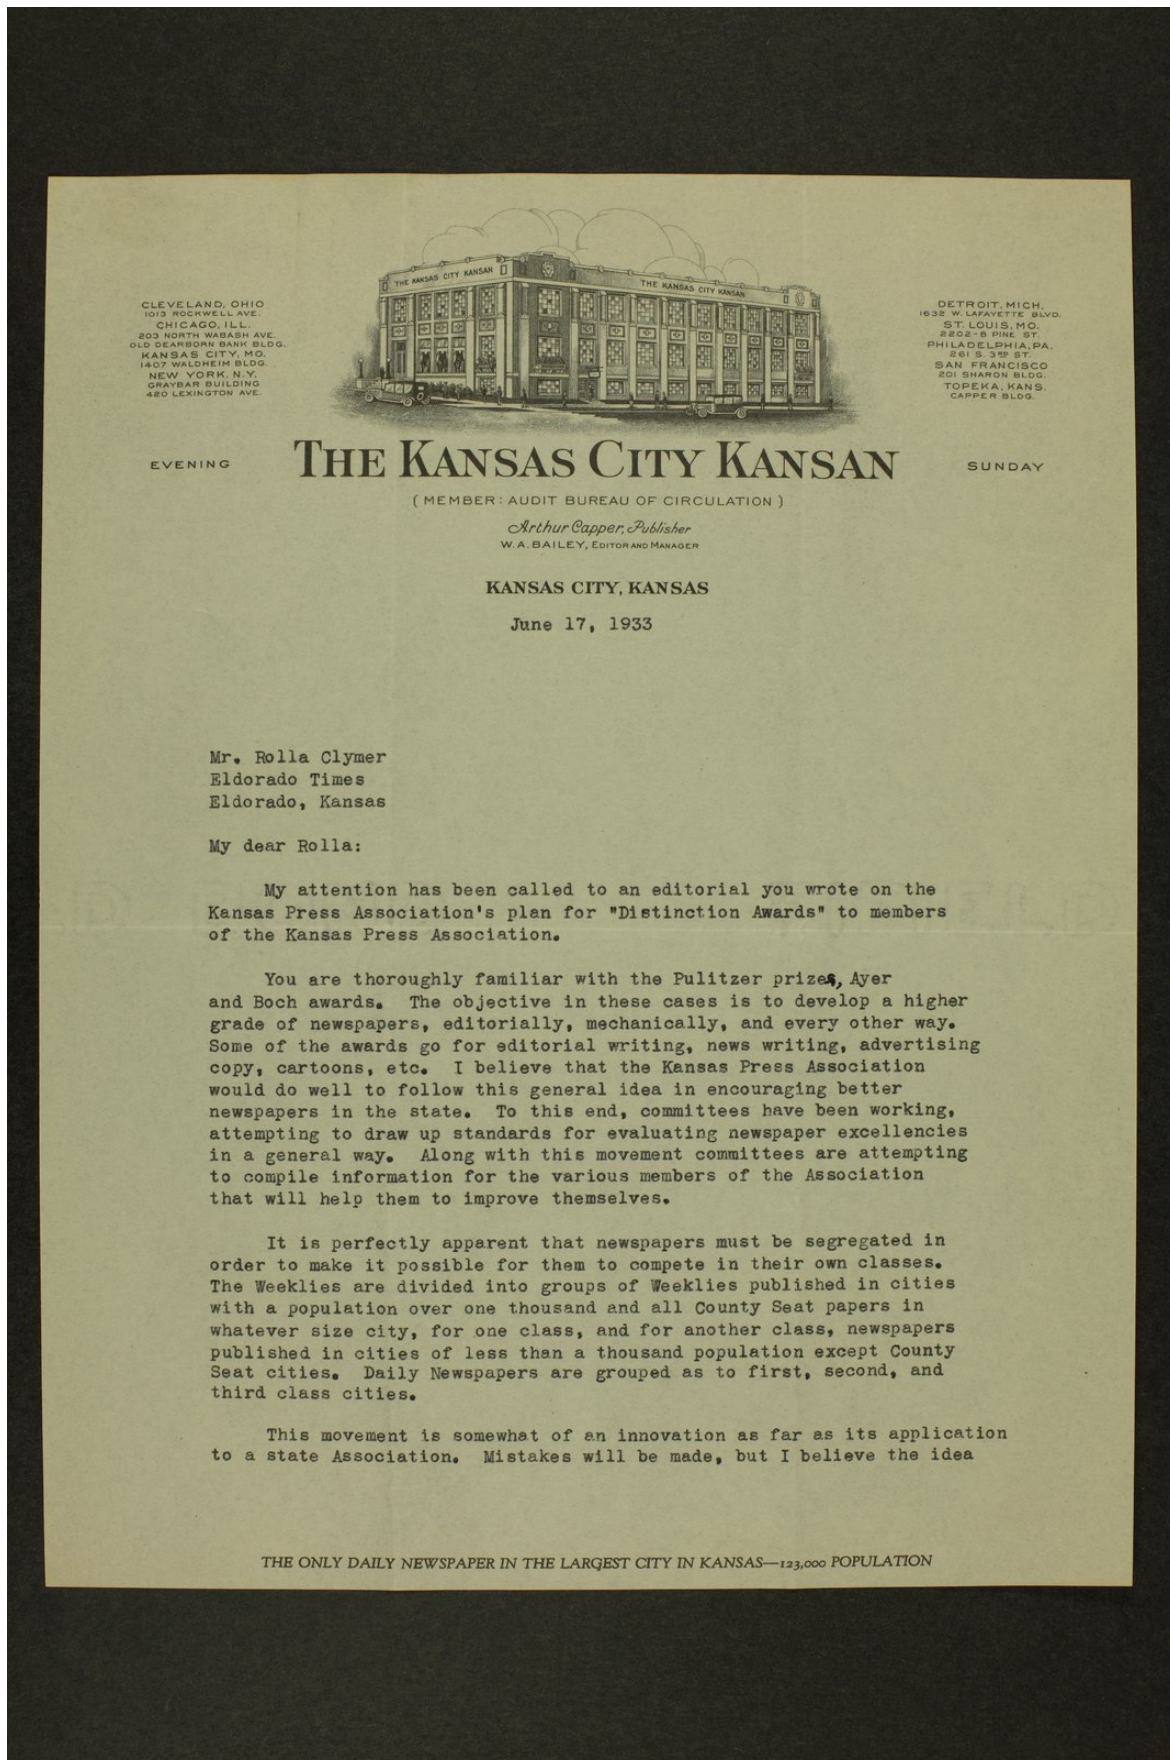 THE KANSAS CITY KANSAN
THE KANSAS CITY KANSAN
CLEVELAND, OHIO
1013 ROCKWELL AVE.
CHICAGO, ILL.
203 NORTH WABASH AVE.
OLD DEARBORN BANK BLDG.
KANSAS CITY, MO.
1407 WALDHEIM BLDG.
NEW YORK, N.Y.
GRAYBAR BUILDING
420 LEXINGTON AVE.
DETROIT, MICH.
1632 W. LAFAYETTE BLVD.
ST. LOUIS, MO.
2202-8 PINE ST.
PHILADELPHIA, PA.
261 S. 3RD ST.
SAN FRANCISCO
201 SHARON BLDG.
TOPEKA, KANS.
CAPPER BLDG.
EVENING
THE KANSAS CITY KANSAN
SUNDAY
( MEMBER: AUDIT BUREAU OF CIRCULATION )
Arthur Capper, Publisher
W. A. BAILEY, EDITOR AND MANAGER
KANSAS CITY, KANSAS
June 17, 1933
Mr. Rolla Clymer
Eldorado Times
Eldorado, Kansas
My dear Rolla:
My attention has been called to an editorial you wrote on the
Kansas Press Association's plan for "Distinction Awards" to members
of the Kansas Press Association.
You are thoroughly familiar with the Pulitzer prizes, Ayer
and Boch awards. The objective in these cases is to develop a higher
grade of newspapers, editorially, mechanically, and every other way.
Some of the awards go for editorial writing, news writing, advertising
copy, cartoons, etc. I believe that the Kansas Press Association
would do well to follow this general idea in encouraging better
newspapers in the state. To this end, committees have been working,
attempting to draw up standards for evaluating newspaper excellencies
in a general way. Along with this movement committees are attempting
to compile information for the various members of the Association
that will help them to improve themselves.
It is perfectly apparent that newspapers must be segregated in
order to make it possible for them to compete in their own classes.
The Weeklies are divided into groups of Weeklies published in cities
with a population over one thousand and all County Seat papers in
whatever size city, for one class, and for another class, newspapers
published in cities of less than a thousand population except County
Seat cities. Daily Newspapers are grouped as to first, second, and
third class cities.
This movement is somewhat of an innovation as far as its application
to a state Association. Mistakes will be made, but I believe the idea
THE ONLY DAILY NEWSPAPER IN THE LARGEST CITY IN KANSAS—123,000 POPULATION